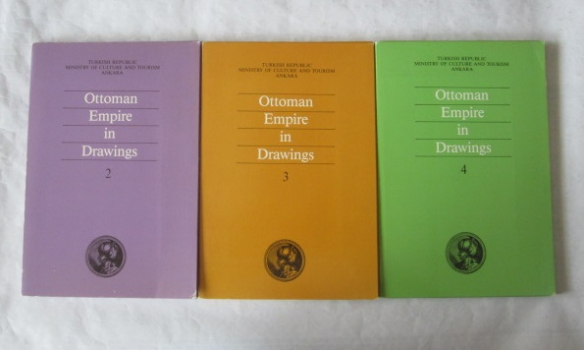 TURKISH REPUBLIC
MINISTRY OF CULTURE AND TOURISM
ANKARA
Ottoman
Empire
in
Drawings
2
TURKISH REPUBLIC
MINISTRY OF CULTURE AND TOURISM
ANKARA
Ottoman
Empire
in
Drawings
3
TURKISH REPUBLIC
MINISTRY OF CULTURE AND TOURISM
ANKARA
Ottoman
Empire
in
Drawings
4